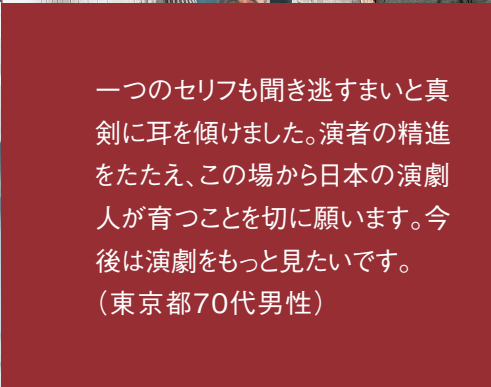 一つのセリフも聞き逃すまいと真
剣に耳を傾けました。演者の精進
をたたえ、この場から日本の演劇
人が育つことを切に願います。今
後は演劇をもっと見たいです。
（東京都70代男性）